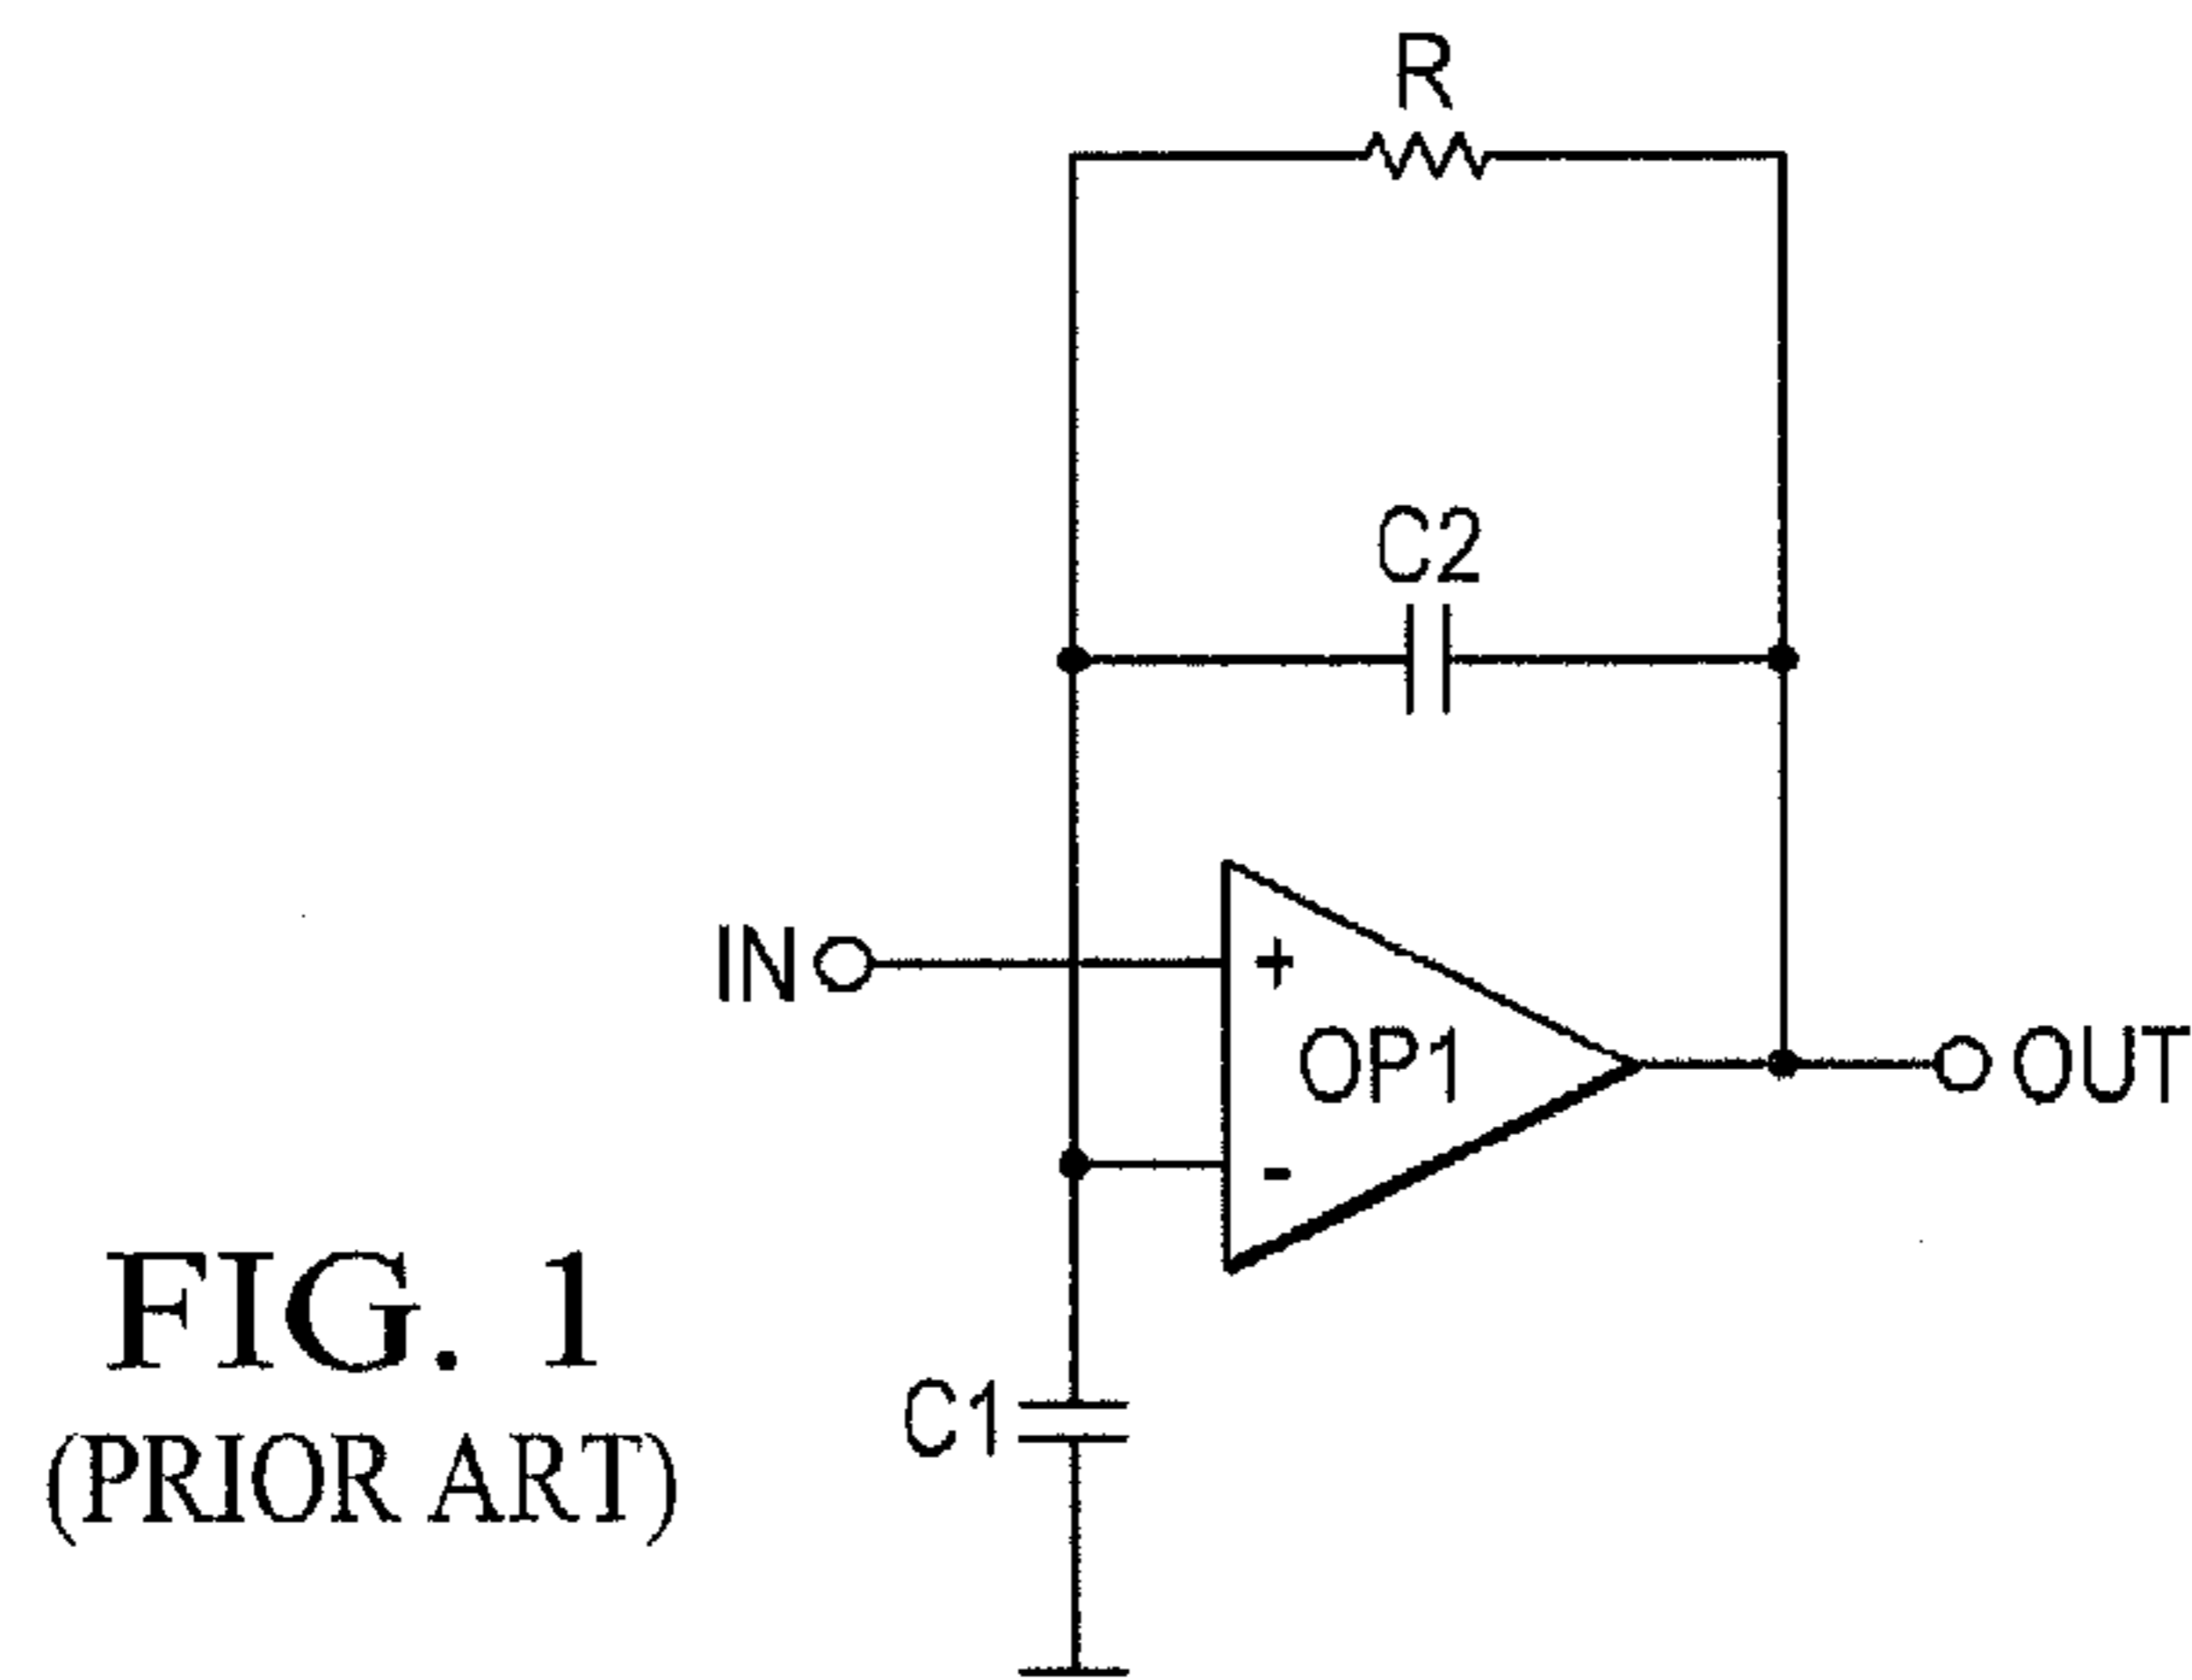 R
C2
IN
+
OP1
OUT
-
C1
FIG. 1
(PRIOR ART)